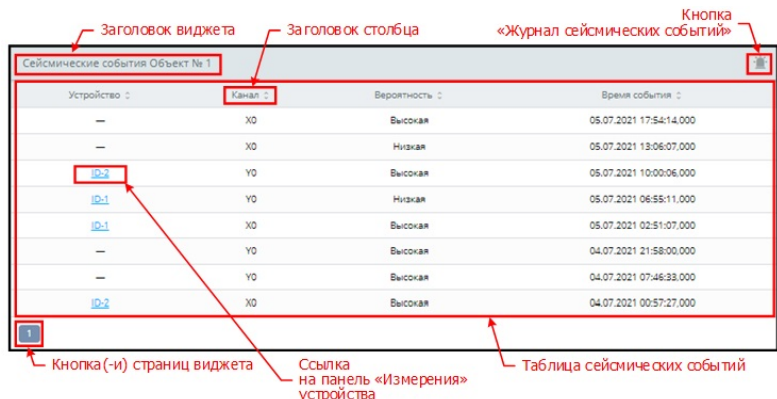 Кнопка
«Журнал сейсмических событий»
Заголовок виджета
Заголовок столбца
Сейсмические события Объект № 1
Устройство Канал Вероятность Время события
— X0 Высокая 05.07.2021 17:54:14,000
— X0 Низкая 05.07.2021 13:06:07,000
ID-2 Y0 Высокая 05.07.2021 10:00:06,000
ID-1 Y0 Низкая 05.07.2021 06:55:11,000
ID-1 X0 Высокая 05.07.2021 02:51:07,000
— Y0 Высокая 04.07.2021 21:58:00,000
— Y0 Высокая 04.07.2021 07:46:33,000
ID-2 X0 Высокая 04.07.2021 00:57:27,000
1
Кнопка(-и) страниц виджета
Ссылка
на панель «Измерения»
устройства
Таблица сейсмических событий